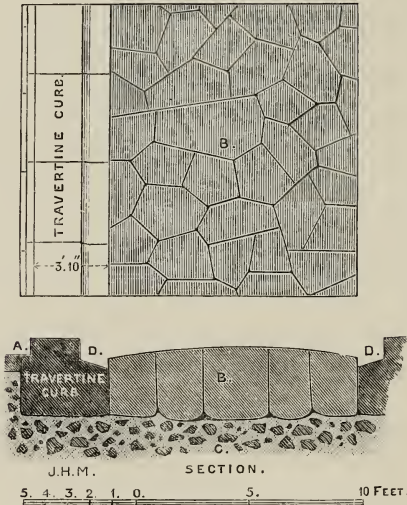 TRAVERTINE CURB.
B.
3.' 10"
A. D. D.
TRAVERTINE B.
CURB
C.
J.H.M. SECTION.
5. 4. 3. 2. 1. 0. 5. 10 FEET.